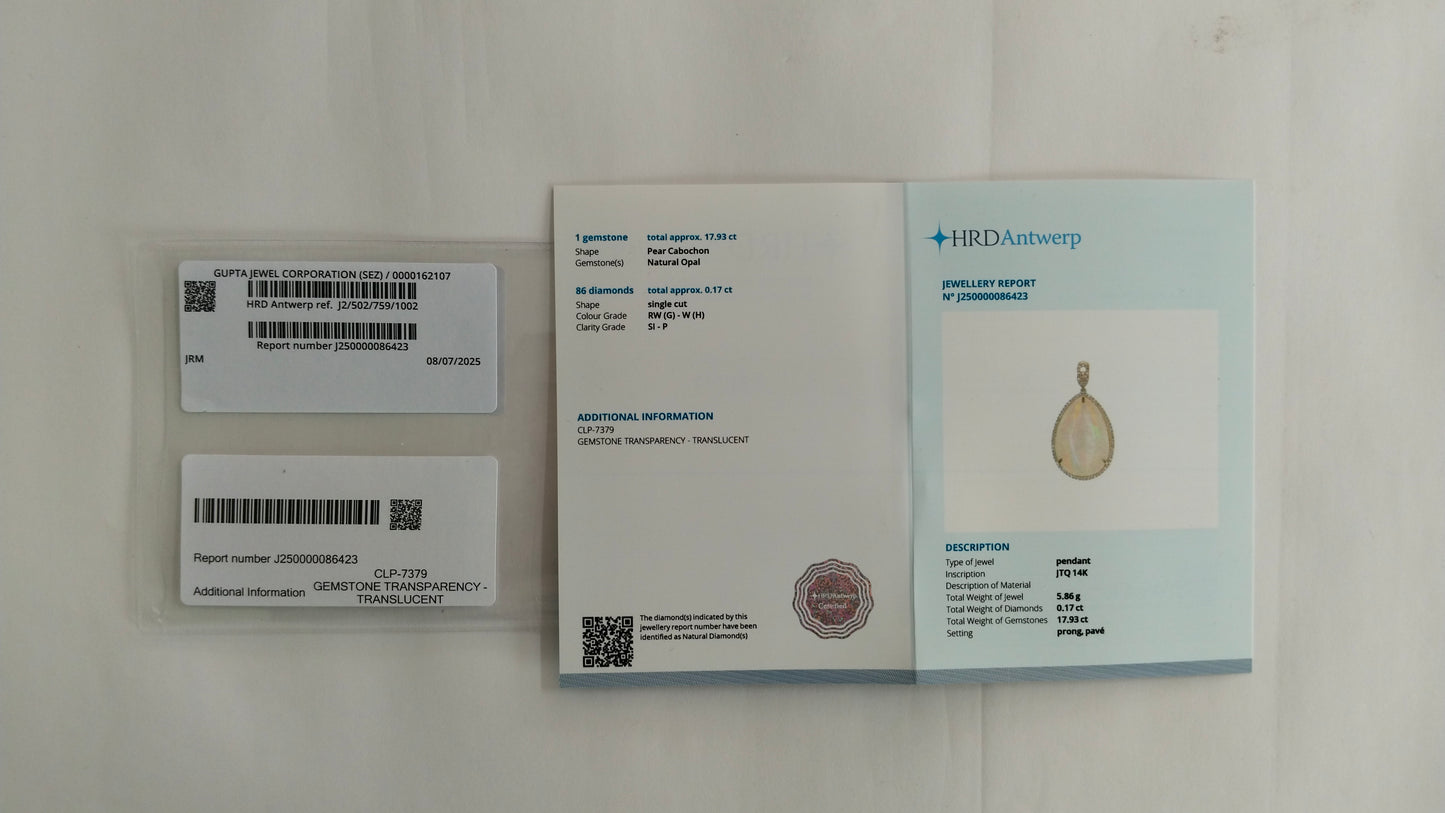 GUPTA JEWEL CORPORATION (SEZ) / 0000162107
HRD Antwerp ref. J2/502/759/1002
Report number J250000086423
JRM
08/07/2025
Report number J250000086423
Additional Information
CLP-7379
GEMSTONE TRANSPARENCY -
TRANSLUCENT
1 gemstone total approx. 17.93 ct
Shape Pear Cabochon
Gemstone(s) Natural Opal
86 diamonds total approx. 0.17 ct
Shape single cut
Colour Grade RW (G) - W (H)
Clarity Grade SI - P
ADDITIONAL INFORMATION
CLP-7379
GEMSTONE TRANSPARENCY - TRANSLUCENT
The diamond(s) indicated by this
jewellery report number have been
identified as Natural Diamond(s)
HRDAntwerp
Certified
HRDAntwerp
JEWELLERY REPORT
N° J250000086423
DESCRIPTION
Type of Jewel pendant
Inscription JTQ 14K
Description of Material
Total Weight of Jewel 5.86 g
Total Weight of Diamonds 0.17 ct
Total Weight of Gemstones 17.93 ct
Setting prong, pavé